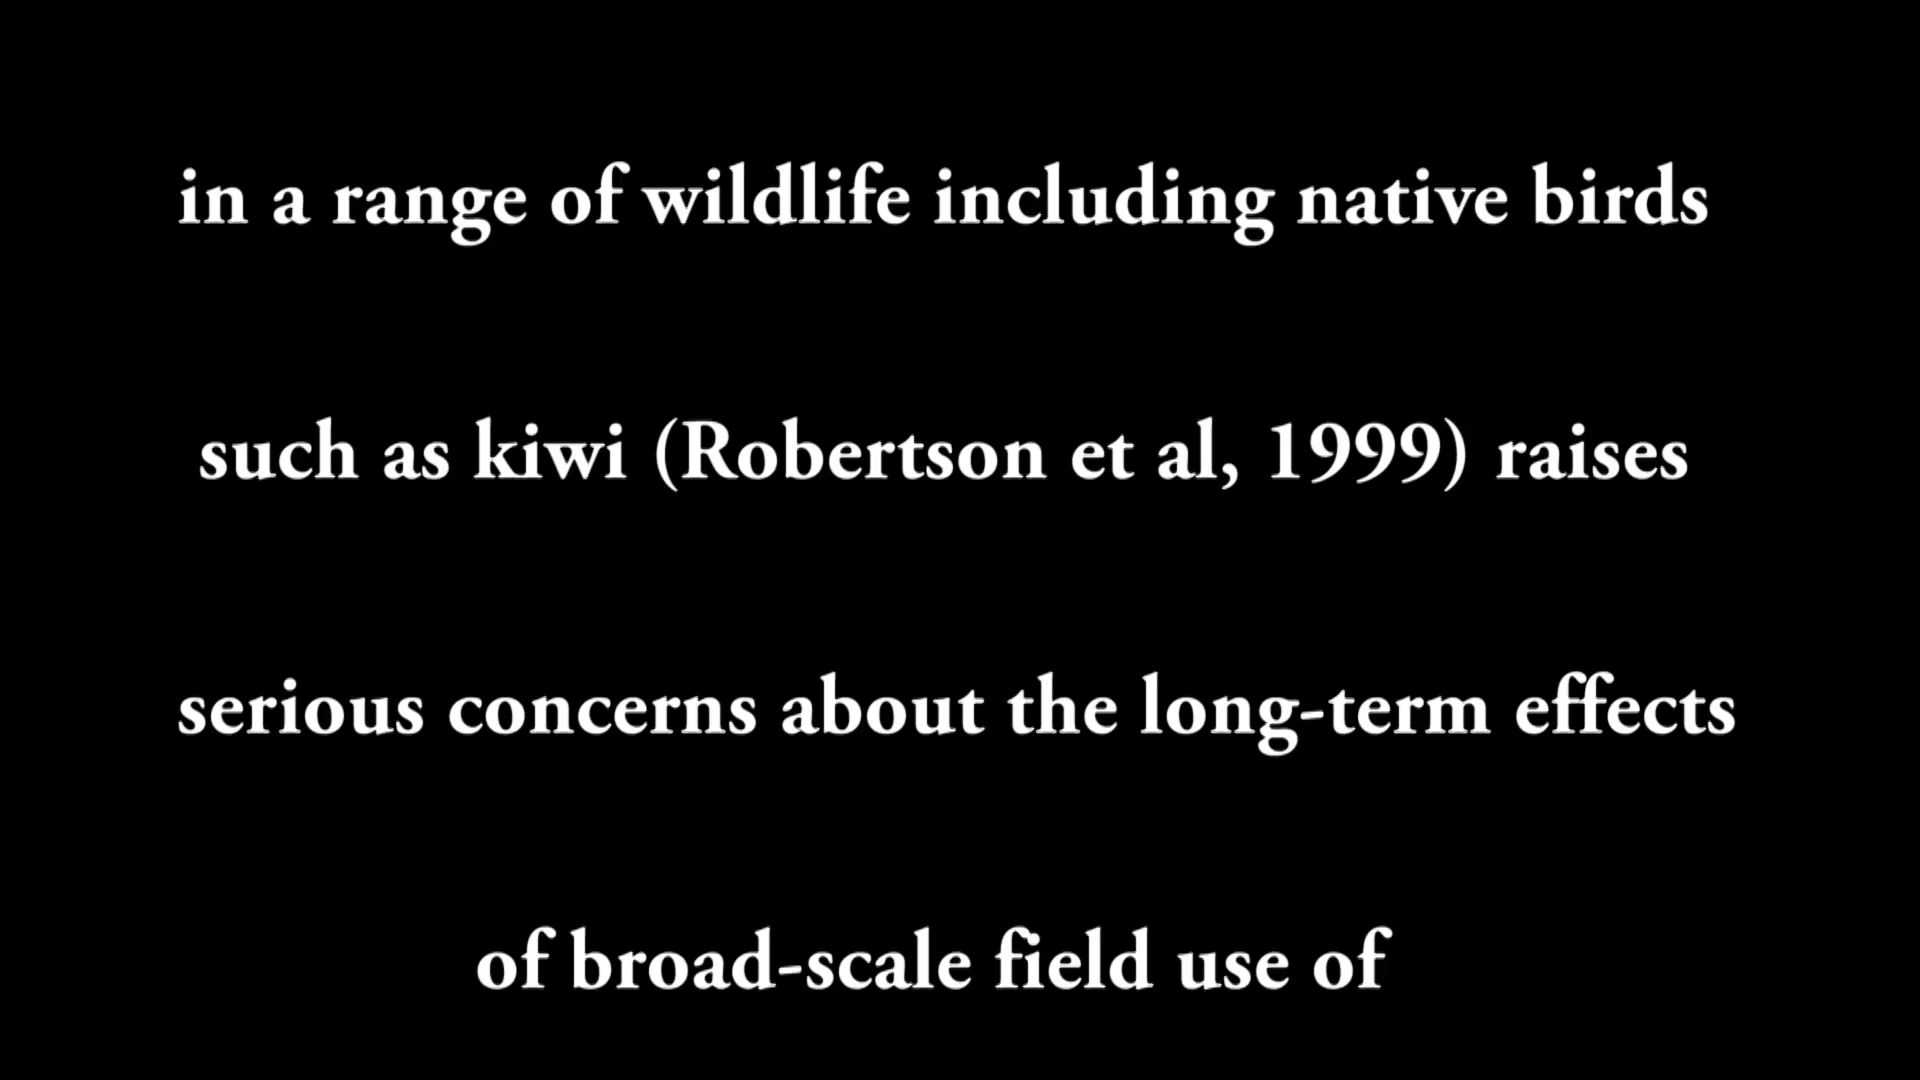 in a range of wildlife including native birds
such as kiwi (Robertson et al, 1999) raises
serious concerns about the long-term effects
of broad-scale field use of